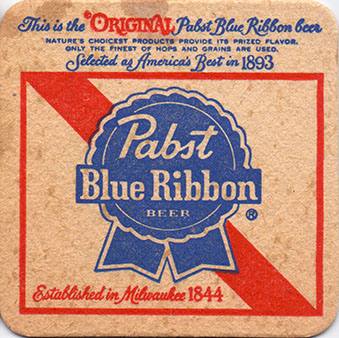 This is the ORIGINAL Pabst Blue Ribbon beer
NATURE'S CHOICEST PRODUCTS PROVIDE ITS PRIZED FLAVOR.
ONLY THE FINEST OF HOPS AND GRAINS ARE USED.
Selected as America's Best in 1893
Pabst
Blue Ribbon
BEER
®
Established in Milwaukee 1844